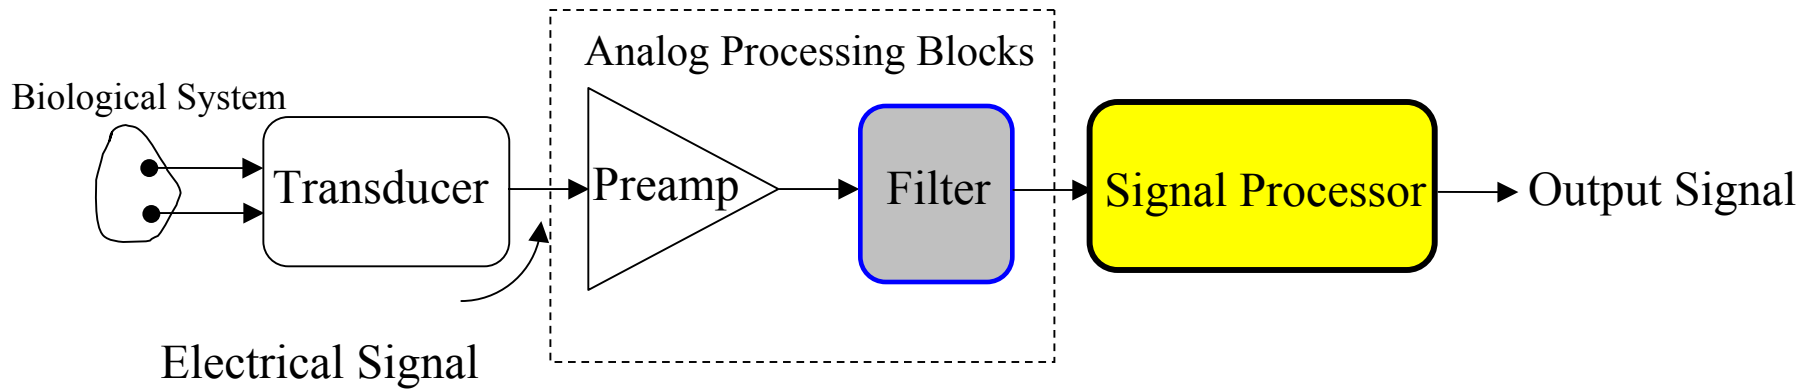 Analog Processing Blocks
Biological System
Transducer
Preamp
Filter
Signal Processor
Output Signal
Electrical Signal